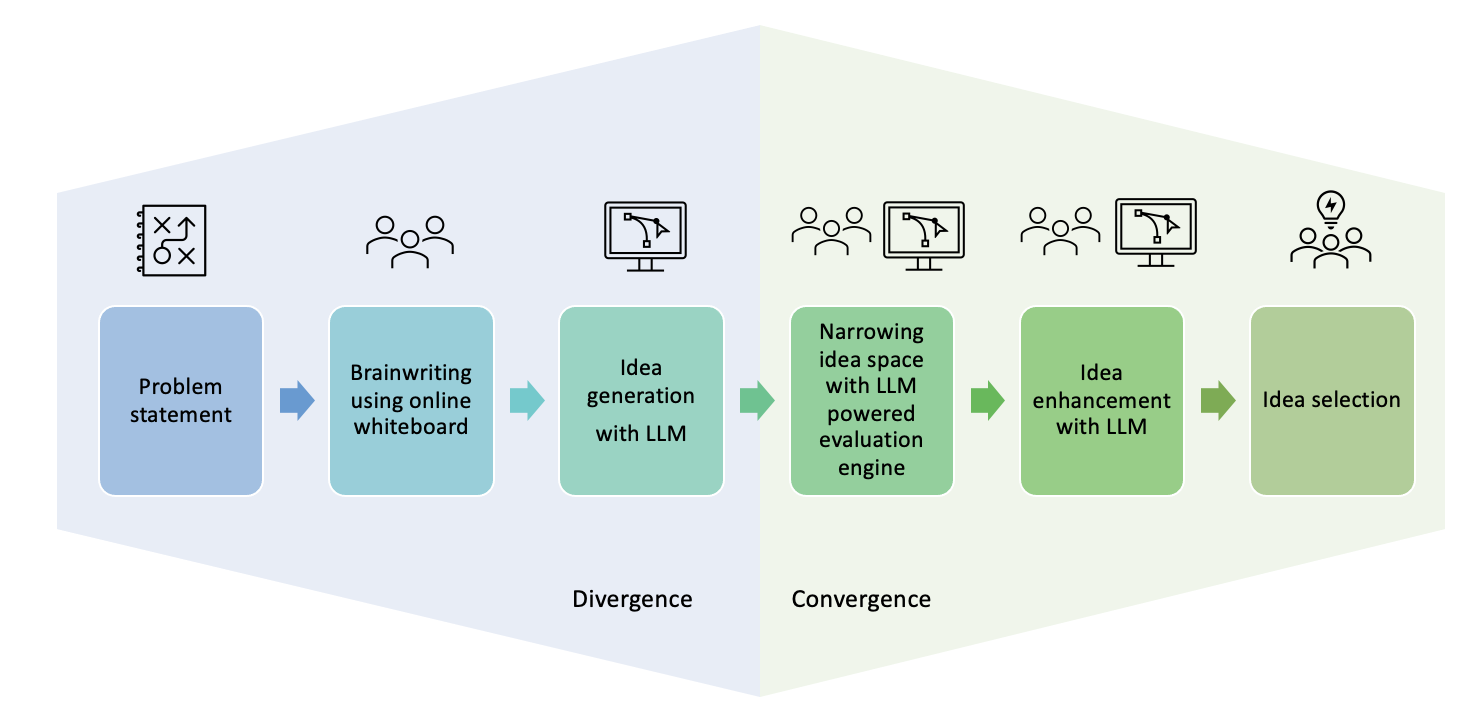 Problem
statement
Brainwriting
using online
whiteboard
Idea
generation
with LLM
Narrowing
idea space
with LLM
powered
evaluation
engine
Idea
enhancement
with LLM
Idea selection
Divergence
Convergence